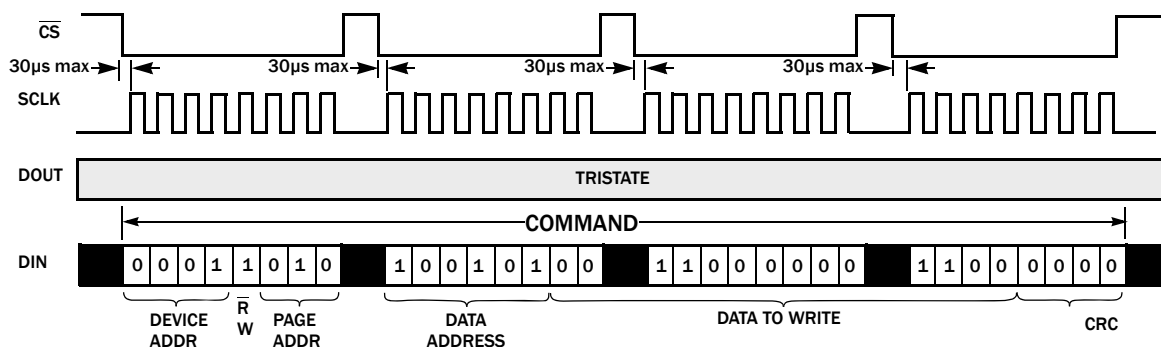 CS
30µs max 30µs max 30µs max 30µs max
SCLK
DOUT TRISTATE
COMMAND
DIN 0 0 0 1 1 0 1 0 1 0 0 1 0 1 0 0 1 1 0 0 0 0 0 0 1 1 0 0 0 0 0 0
DEVICE ADDR
R W
PAGE ADDR
DATA ADDRESS
DATA TO WRITE
CRC